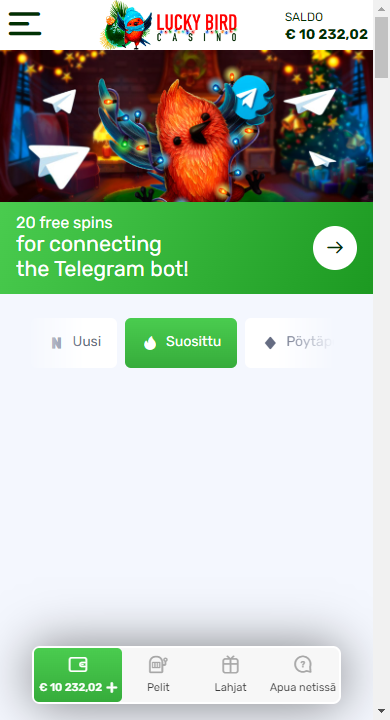 LUCKY BIRD
CASINO
SALDO
€ 10 232,02
20 free spins
for connecting
the Telegram bot!
Uusi
Suosittu
€ 10 232,02
Pelit
Lahjat
Apua netissä